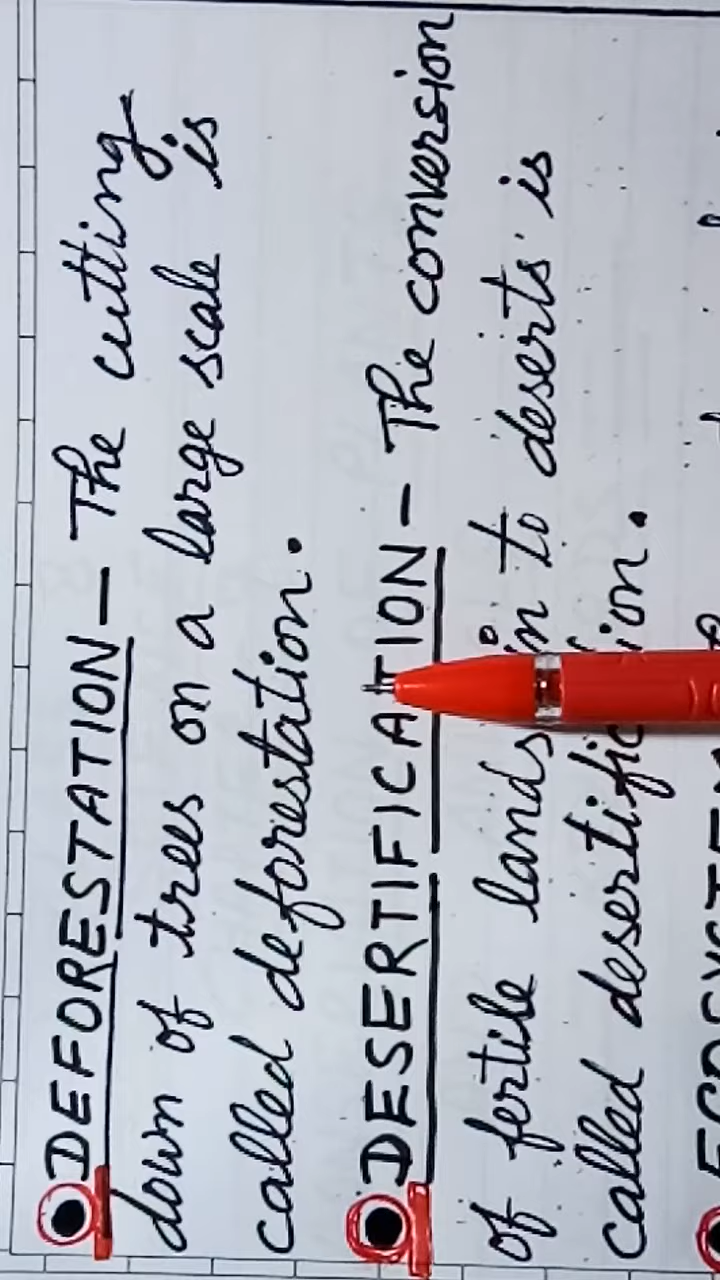 DEFORESTATION - The cutting
down of trees on a large scale is
called deforestation.
DESERTIFICATION - The conversion
of fertile lands in to deserts is
called desertification.